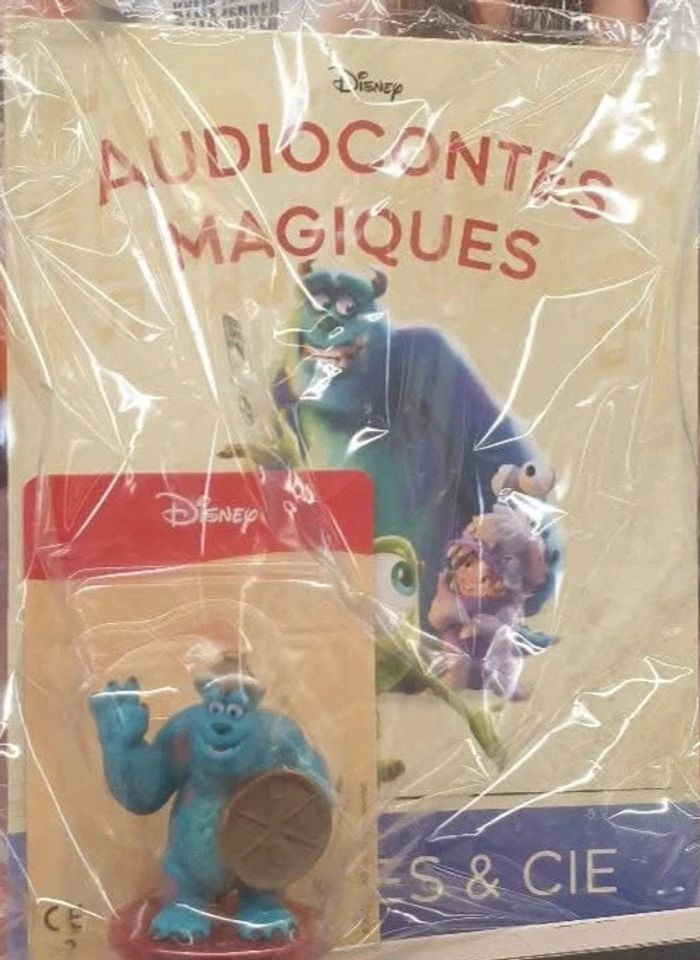 Disney
AUDIOCONTES
MAGIQUES
Disney
ES & CIE
CE